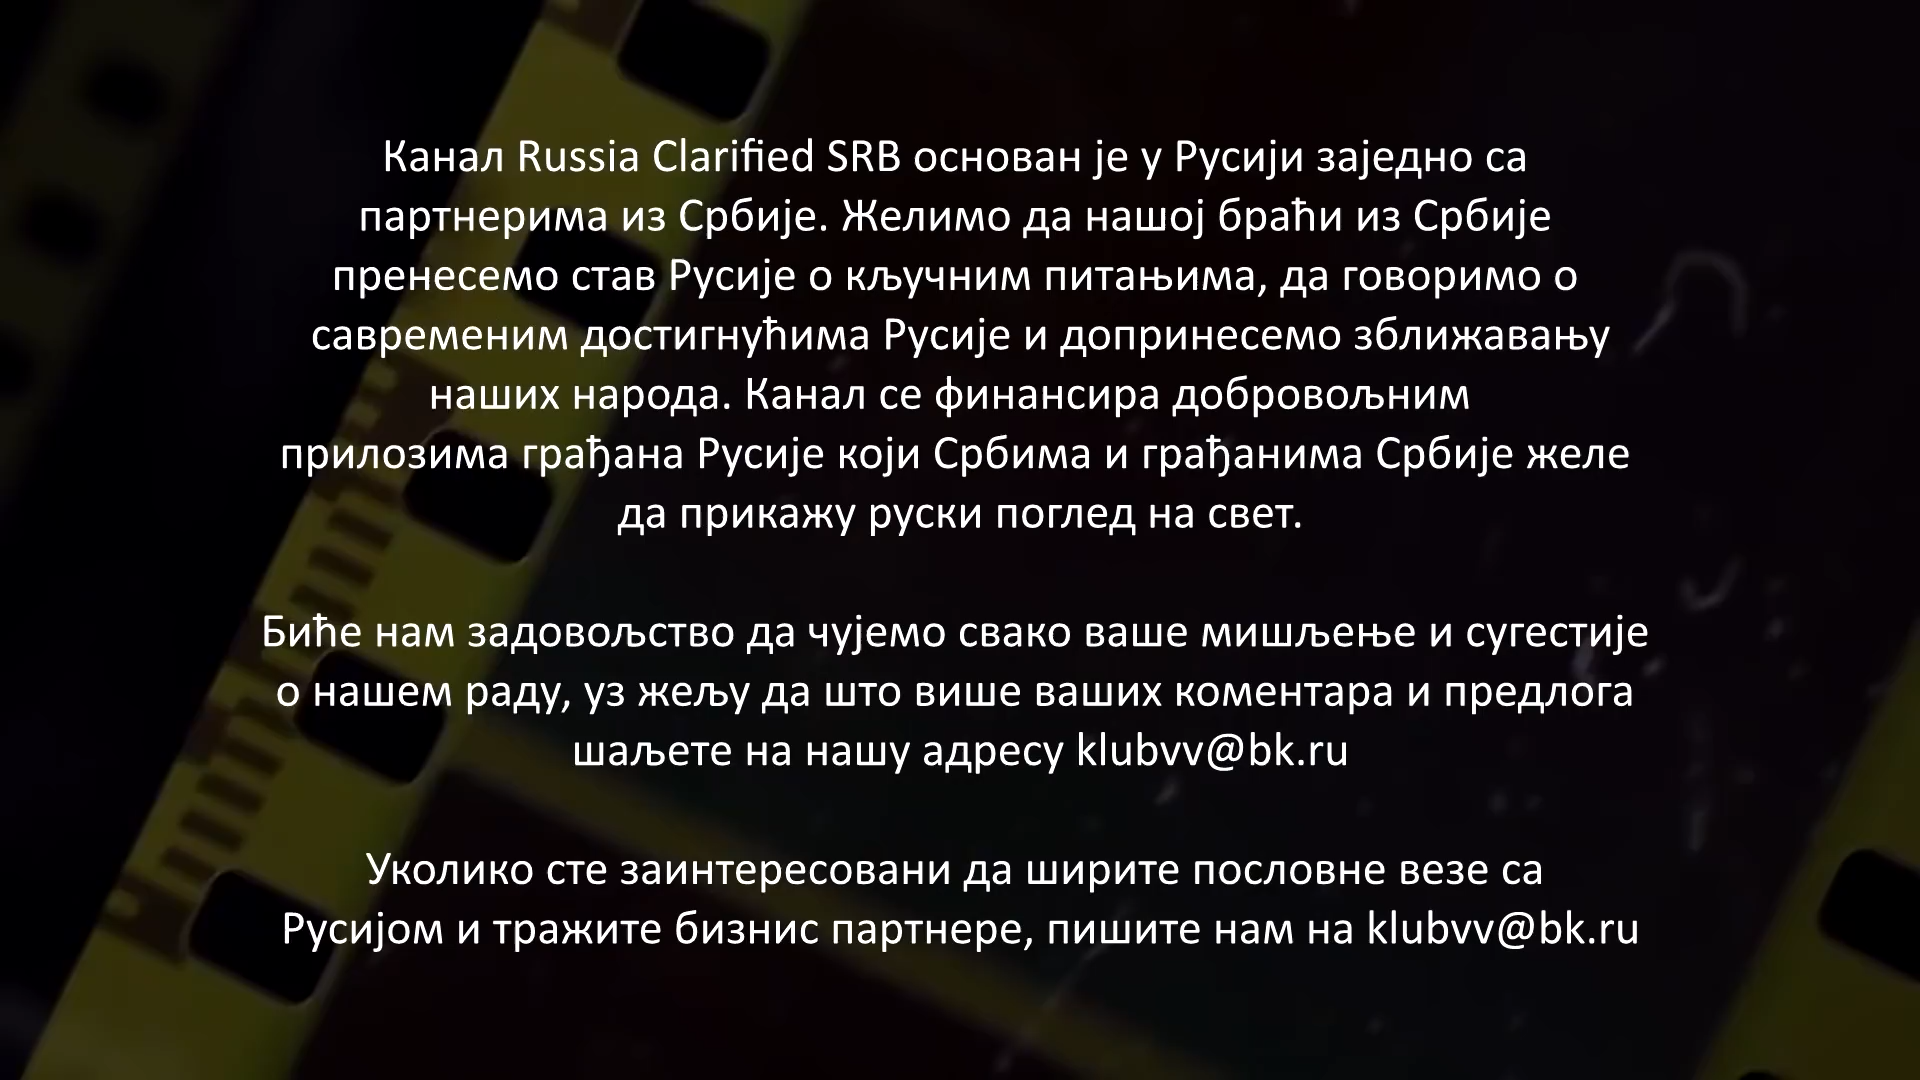 Канал Russia Clarified SRB основан је у Русији заједно са
партнерима из Србије. Желимо да нашој браћи из Србије
пренесемо став Русије о кључним питањима, да говоримо о
савременим достигнућима Русије и допринесемо зближавању
наших народа. Канал се финансира добровољним
прилозима грађана Русије који Србима и грађанима Србије желе
да прикажу руски поглед на свет.
Биће нам задовољство да чујемо свако ваше мишљење и сугестије
о нашем раду, уз жељу да што више ваших коментара и предлога
шаљете на нашу адресу klubvv@bk.ru
Уколико сте заинтересовани да ширите пословне везе са
Русијом и тражите бизнис партнере, пишите нам на klubvv@bk.ru